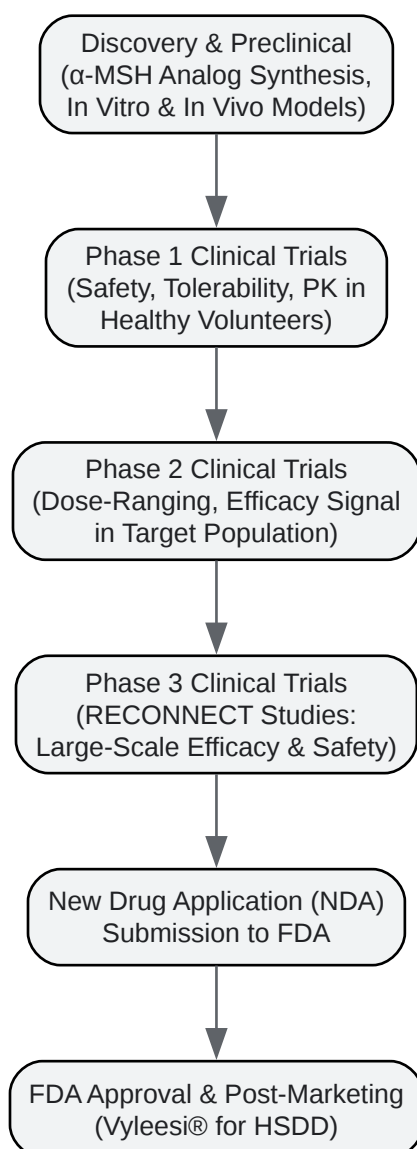 Discovery & Preclinical
(α-MSH Analog Synthesis,
In Vitro & In Vivo Models)
Phase 1 Clinical Trials
(Safety, Tolerability, PK in
Healthy Volunteers)
Phase 2 Clinical Trials
(Dose-Ranging, Efficacy Signal
in Target Population)
Phase 3 Clinical Trials
(RECONNECT Studies:
Large-Scale Efficacy & Safety)
New Drug Application (NDA)
Submission to FDA
FDA Approval & Post-Marketing
(Vyleesi® for HSDD)